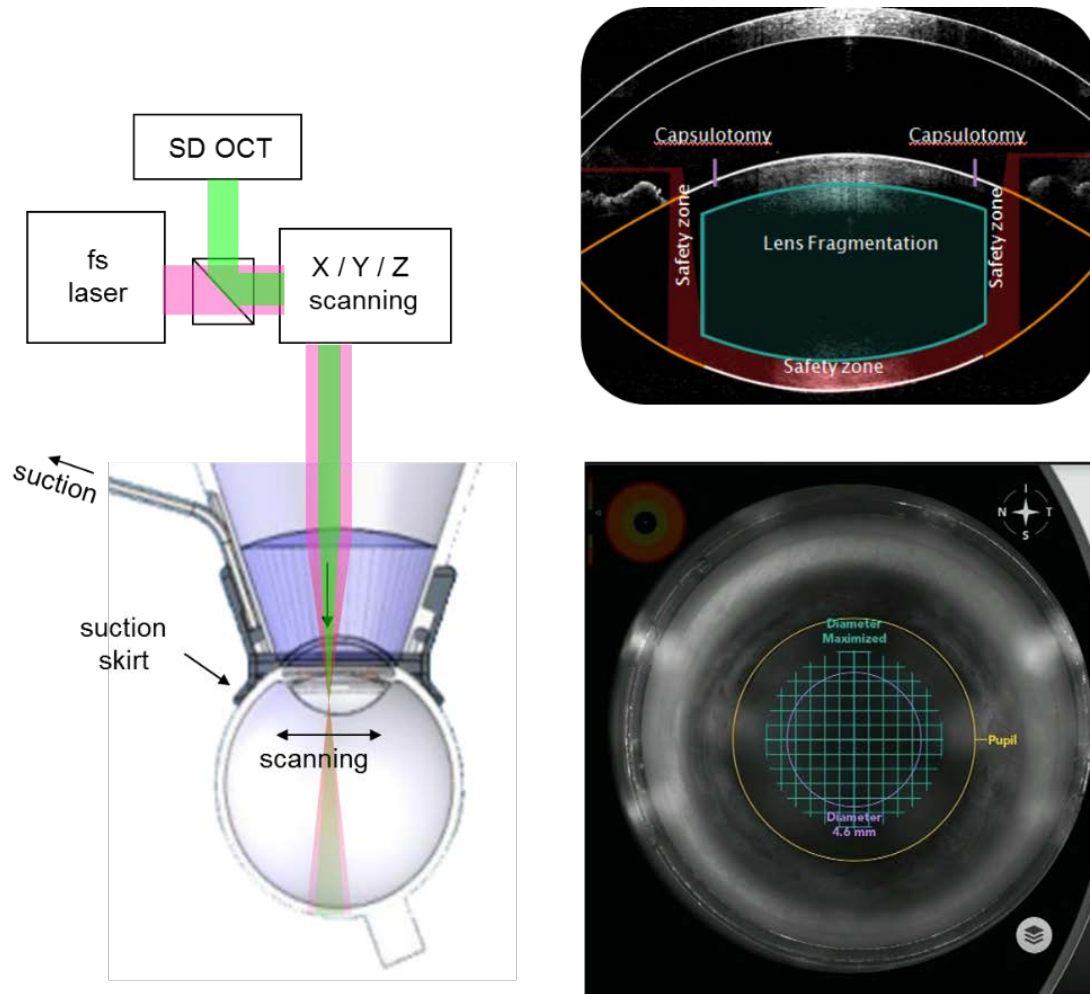 SD OCT
fs
laser
X / Y / Z
scanning
suction
suction
skirt
scanning
Capsulotomy
Capsulotomy
Safety zone
Lens Fragmentation
Safety zone
Safety zone
I
N
T
S
Diameter
Maximized
Pupil
Diameter
4.6 mm